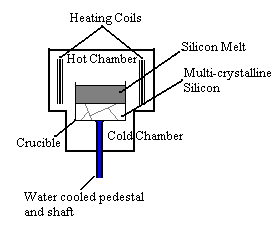 Heating Coils
Silicon Melt
Hot Chamber
Multi-crystalline
Silicon
Cold Chamber
Crucible
Water cooled pedestal
and shaft